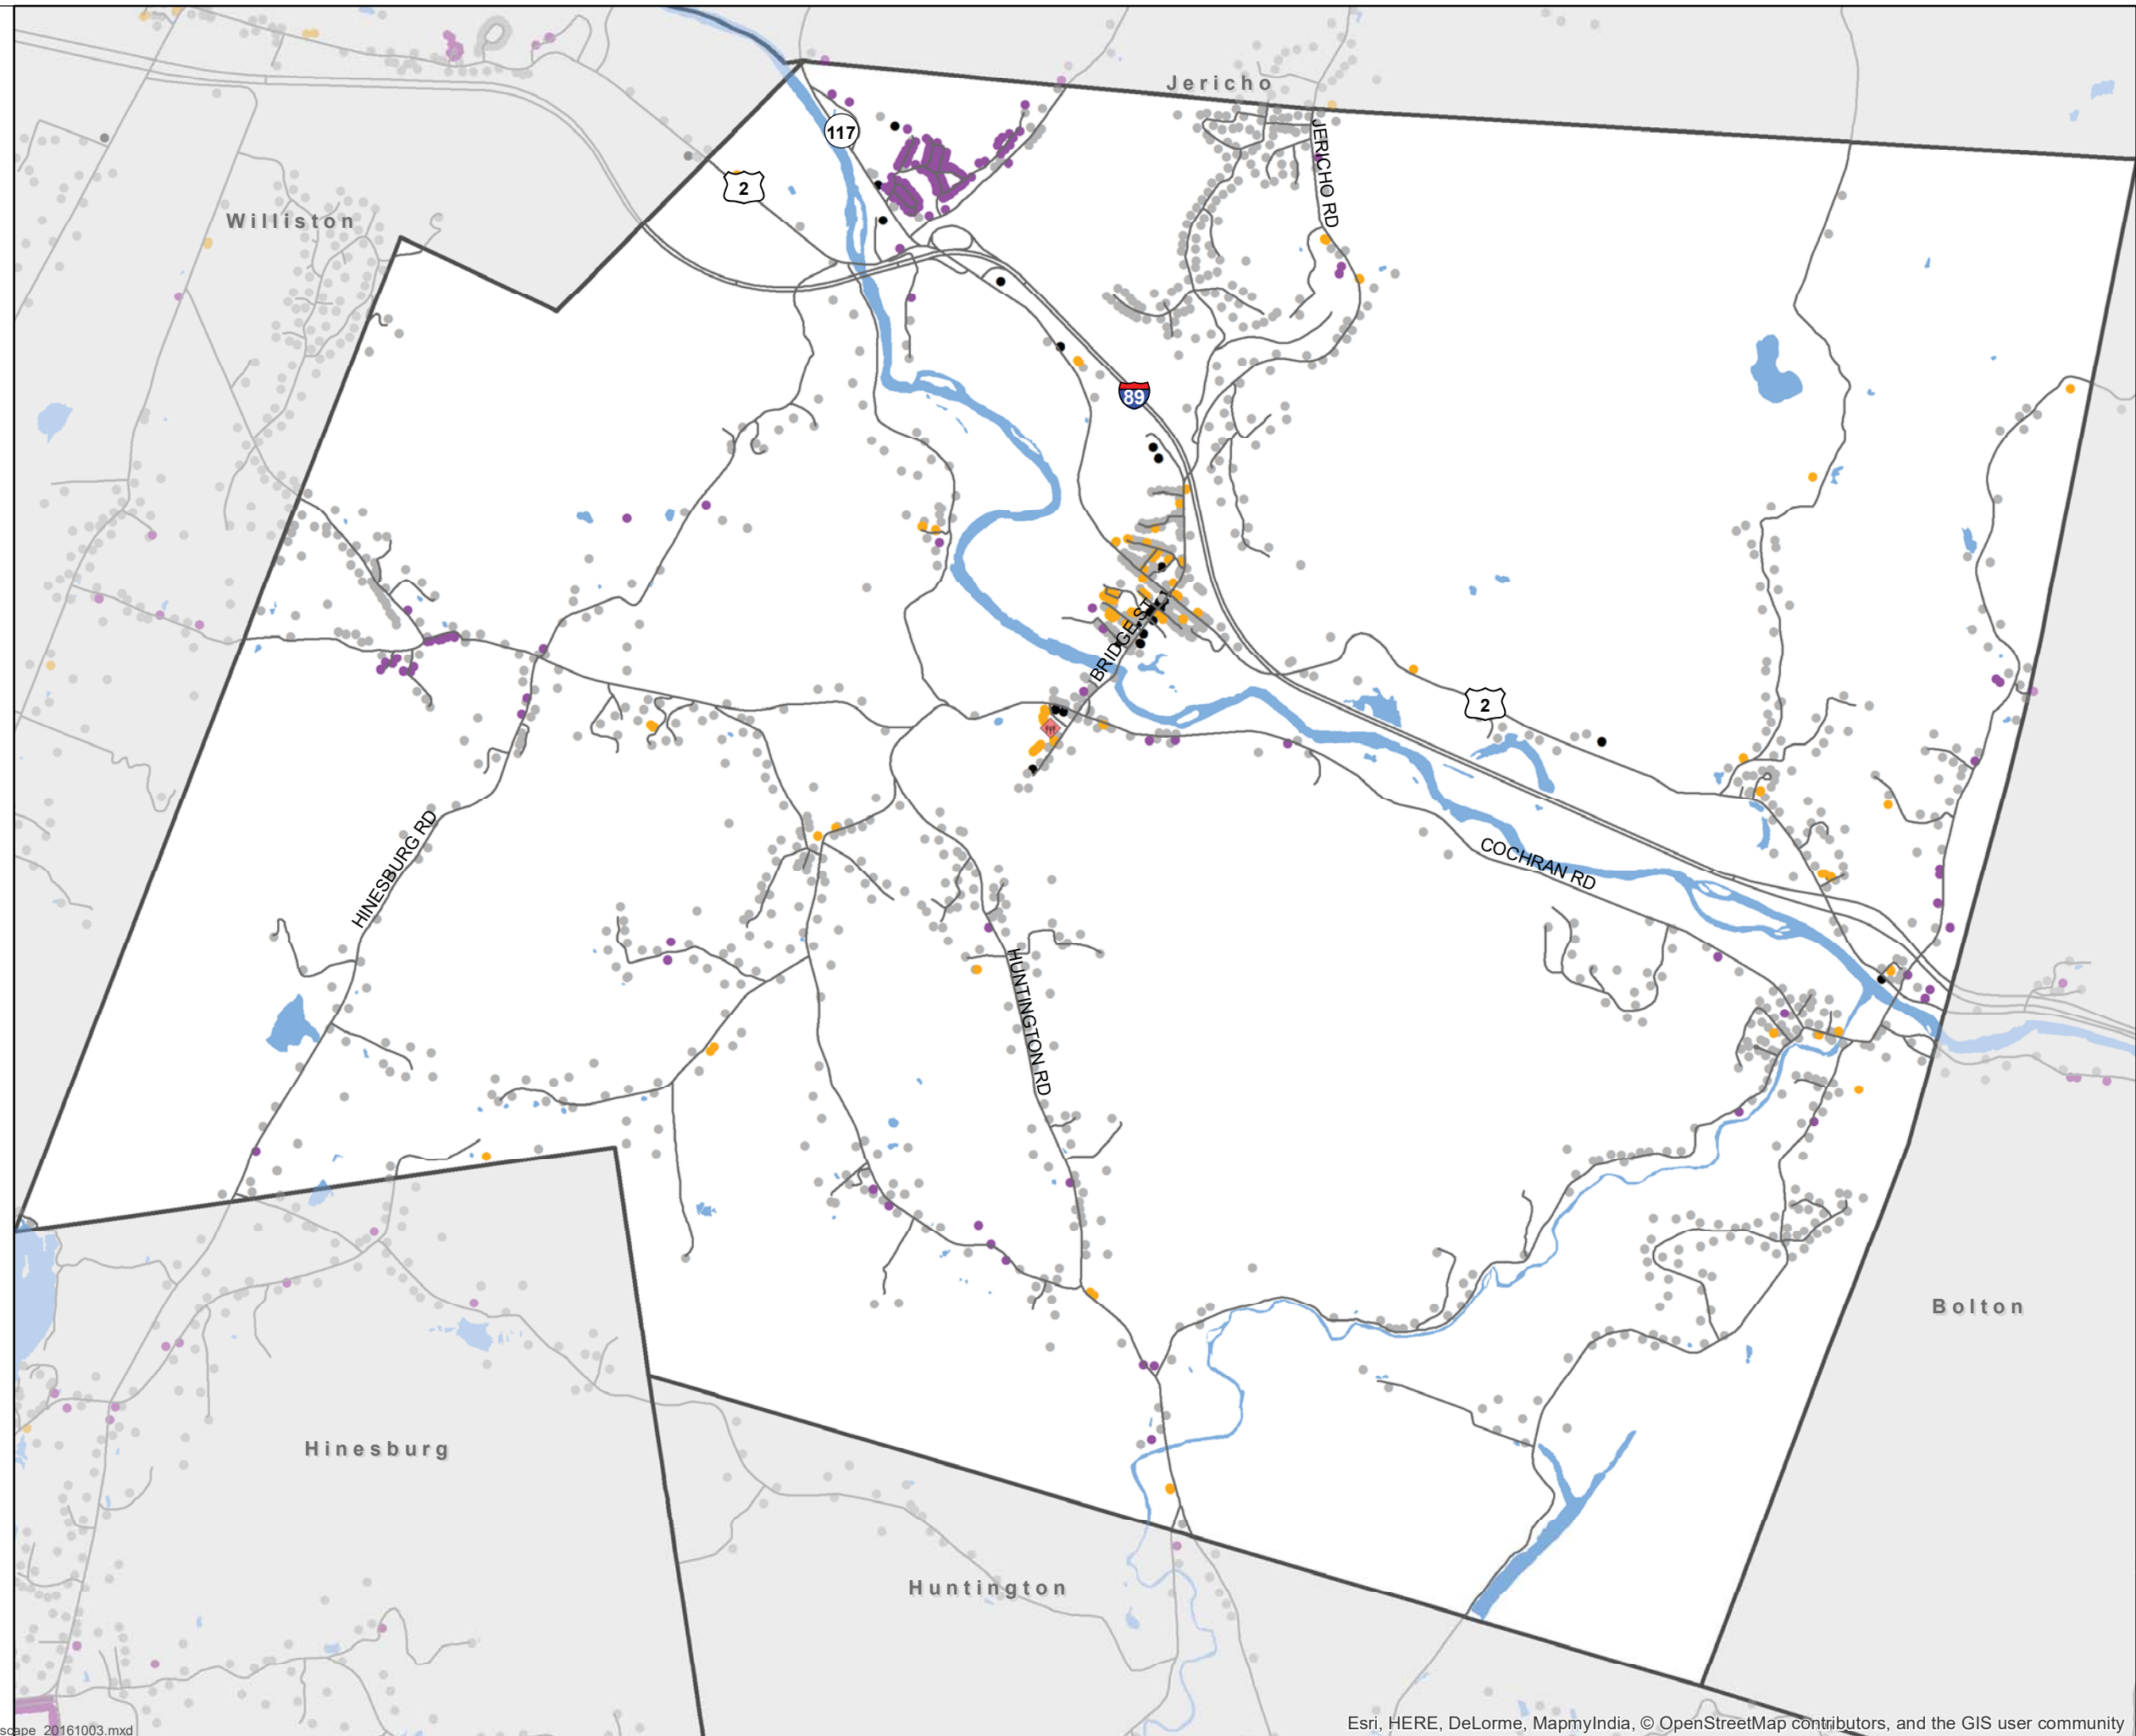 Jericho
117
JERICHO RD
2
Williston
89
BRIDGE ST
2
HINESBURG RD
COCHRAN RD
HUNTINGTON RD
Bolton
Hinesburg
Huntington
scape_20161003.mxd
Esri, HERE, DeLorme, MapmyIndia, © OpenStreetMap contributors, and the GIS user community